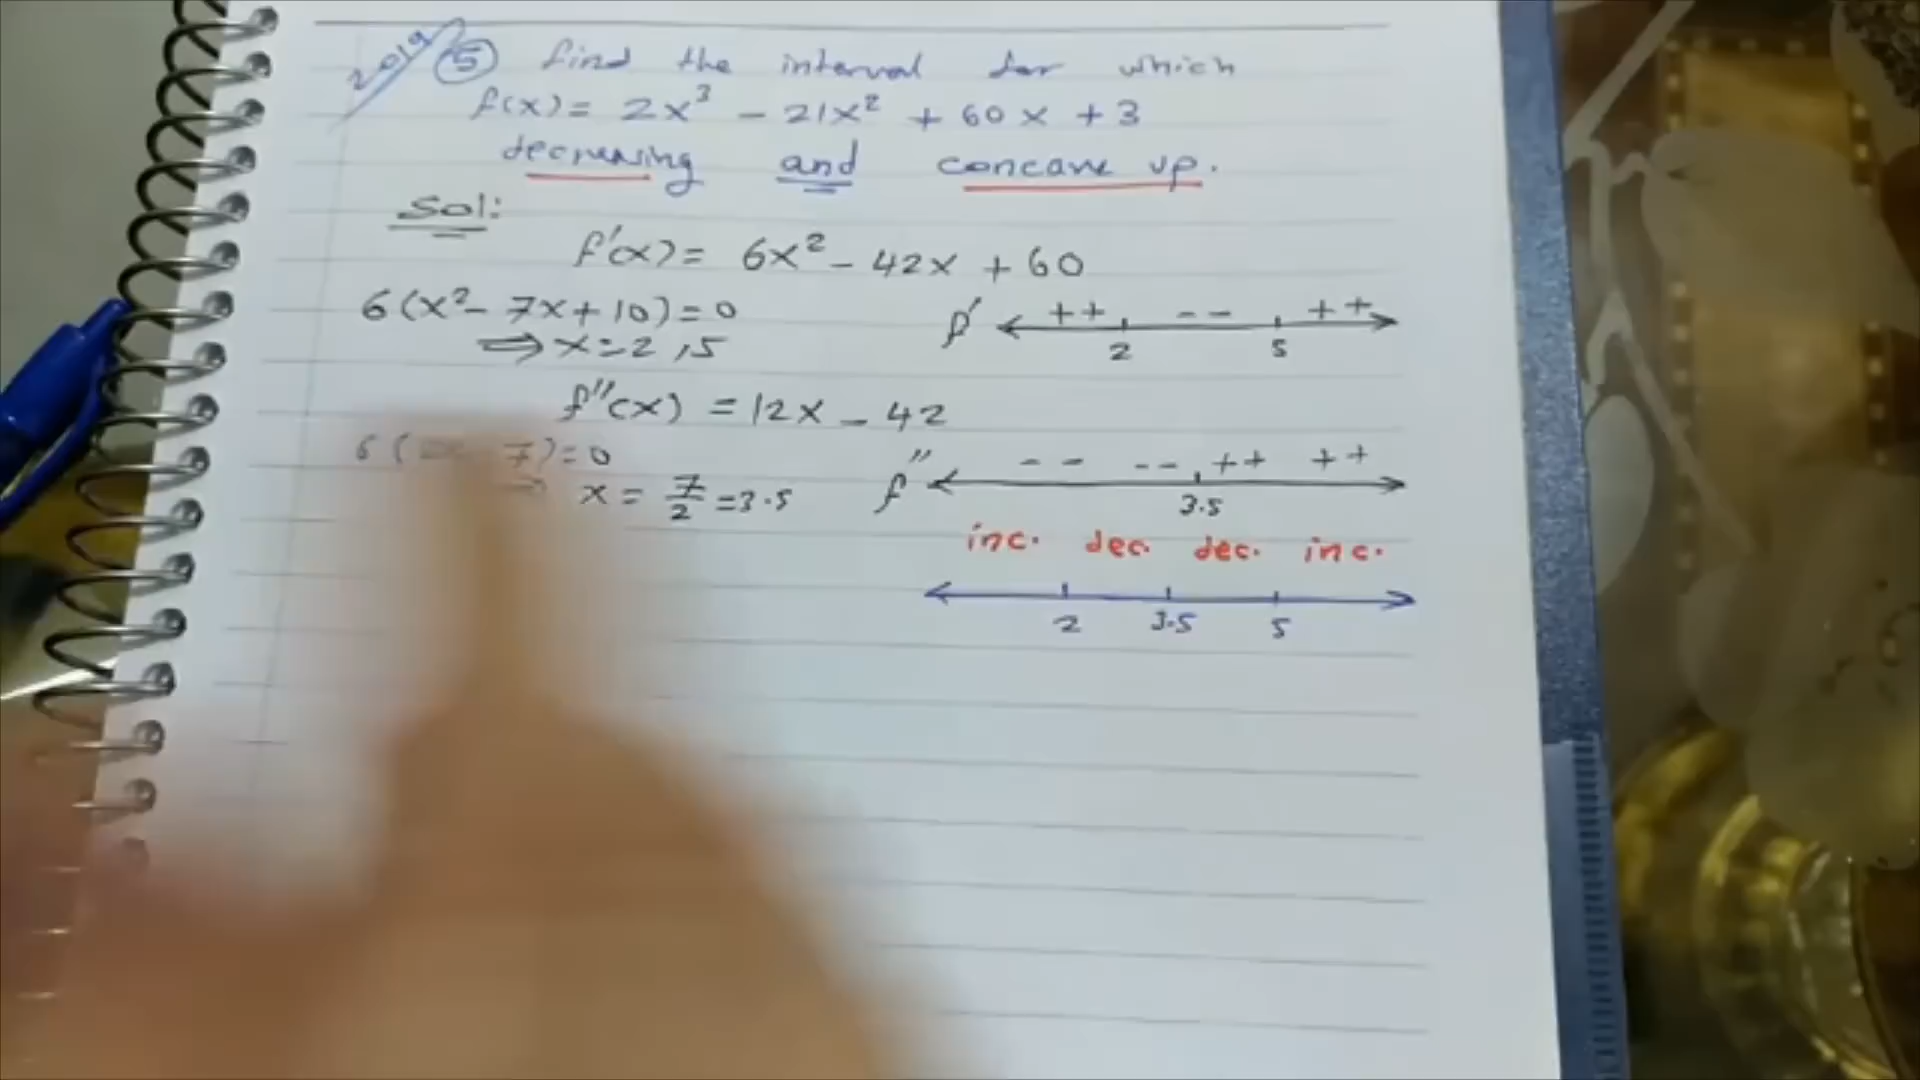 2019 5 find the interval for which
f(x) = 2x³ - 21x² + 60x + 3
decreasing and concave up.
Sol:
f'(x) = 6x² - 42x + 60
6(x² - 7x + 10) = 0
⇒ x = 2, 5
f' ++ -- ++
2 5
f''(x) = 12x - 42
6( 7) = 0
⇒ x = 7/2 = 3.5
f'' -- -- ++ ++
3.5
inc. dec. dec. inc.
2 3.5 5